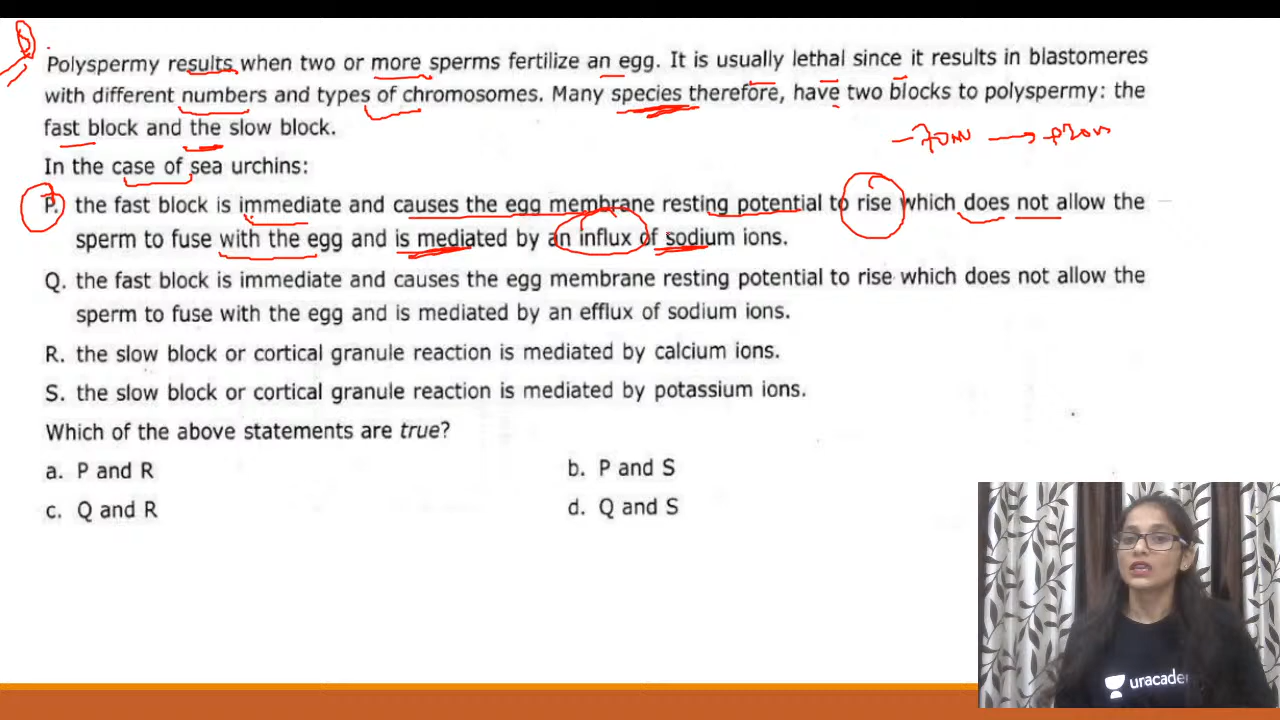 Polyspermy results when two or more sperms fertilize an egg. It is usually lethal since it results in blastomeres
with different numbers and types of chromosomes. Many species therefore, have two blocks to polyspermy: the
fast block and the slow block.
In the case of sea urchins:
P. the fast block is immediate and causes the egg membrane resting potential to rise which does not allow the
sperm to fuse with the egg and is mediated by an influx of sodium ions.
Q. the fast block is immediate and causes the egg membrane resting potential to rise which does not allow the
sperm to fuse with the egg and is mediated by an efflux of sodium ions.
R. the slow block or cortical granule reaction is mediated by calcium ions.
S. the slow block or cortical granule reaction is mediated by potassium ions.
Which of the above statements are true?
a. P and R
b. P and S
c. Q and R
d. Q and S
uracade